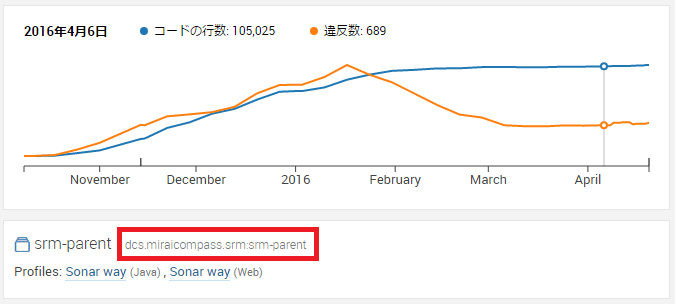 2016年4月6日 コードの行数: 105,025 違反数: 689
November December 2016 February March April
srm-parent dcs.miraicompass.srm:srm-parent
Profiles: Sonar way (Java) , Sonar way (Web)